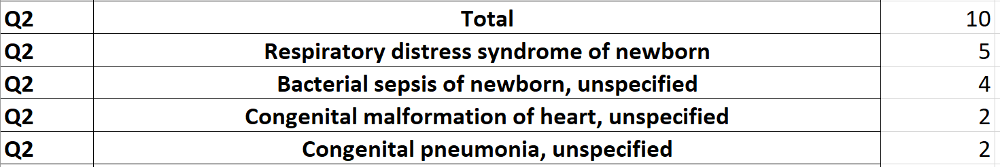 Q2 Total 10
Q2 Respiratory distress syndrome of newborn 5
Q2 Bacterial sepsis of newborn, unspecified 4
Q2 Congenital malformation of heart, unspecified 2
Q2 Congenital pneumonia, unspecified 2